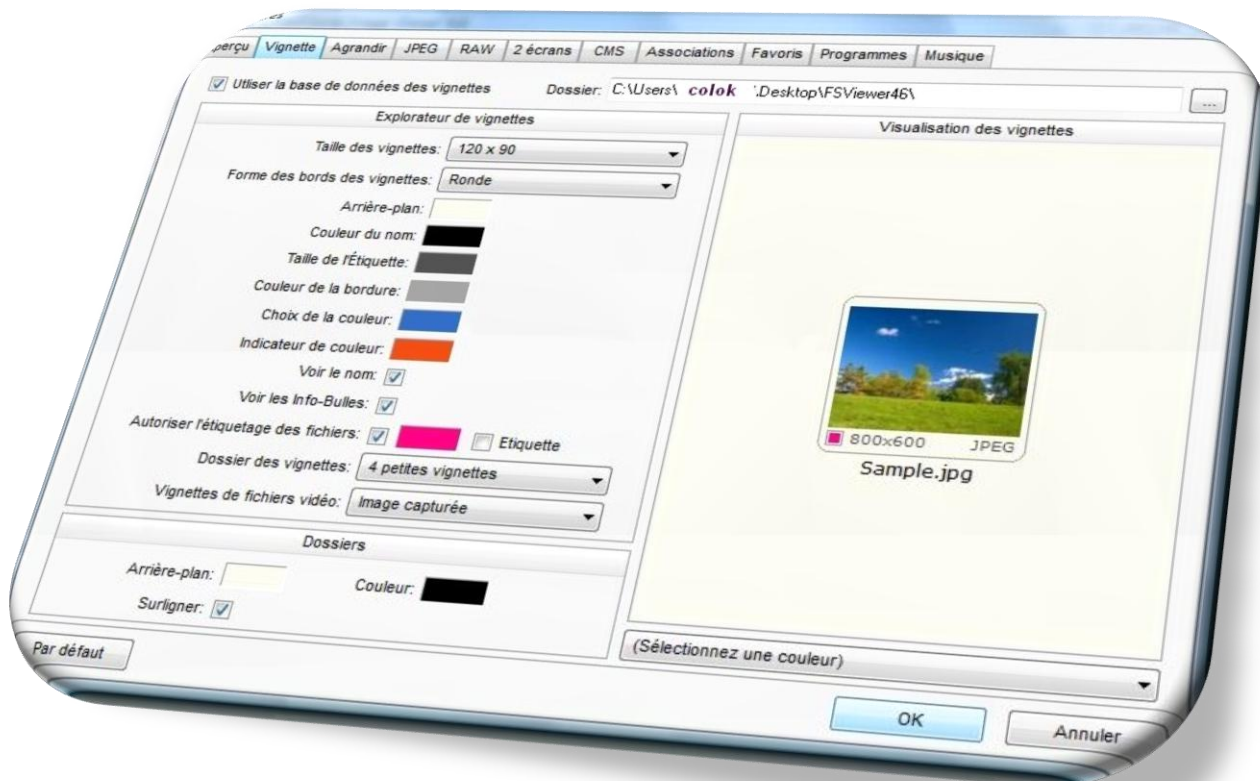 Vignette Agrandir JPEG RAW 2 écrans CMS Associations Favoris Programmes Musique
Utliser la base de données des vignettes Dossier: C:\Users\ colok '.Desktop\FSViewer46\ ...
Explorateur de vignettes
Visualisation des vignettes
Taille des vignettes: 120 x 90
Forme des bords des vignettes: Ronde
Arrière-plan:
Couleur du nom:
Taille de l'Étiquette:
Couleur de la bordure:
Choix de la couleur:
Indicateur de couleur:
Voir le nom:
Voir les Info-Bulles:
Autoriser l'étiquetage des fichiers: Etiquette
Dossier des vignettes: 4 petites vignettes
Vignettes de fichiers vidéo: Image capturée
800x600 JPEG
Sample.jpg
Dossiers
Arrière-plan: Couleur:
Surligner:
(Sélectionnez une couleur)
Par défaut
OK Annuler